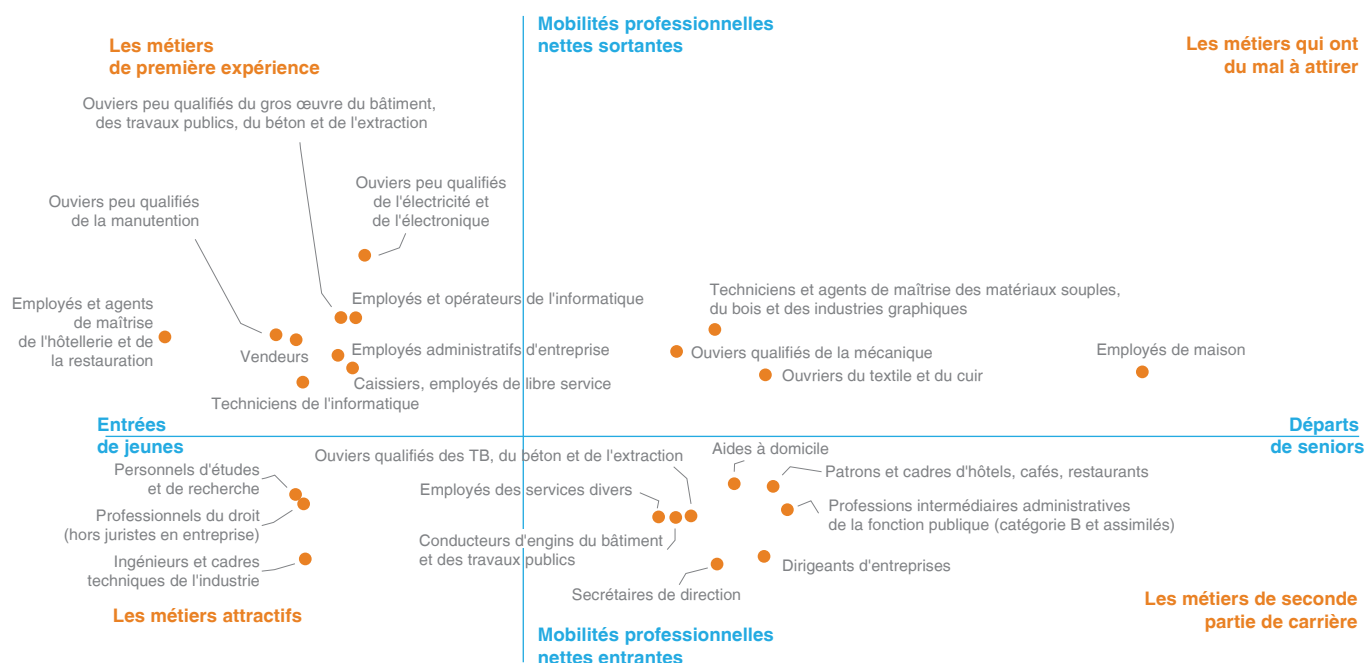 Mobilités professionnelles
nettes sortantes
Les métiers
de première expérience
Les métiers qui ont
du mal à attirer
Ouviers peu qualifiés du gros œuvre du bâtiment,
des travaux publics, du béton et de l'extraction
Ouviers peu qualifiés
de l'électricité et
de l'électronique
Ouviers peu qualifiés
de la manutention
Employés et agents
de maîtrise
de l'hôtellerie et de
la restauration
Employés et opérateurs de l'informatique
Vendeurs
Employés administratifs d'entreprise
Caissiers, employés de libre service
Techniciens de l'informatique
Techniciens et agents de maîtrise des matériaux souples,
du bois et des industries graphiques
Ouviers qualifiés de la mécanique
Ouvriers du textile et du cuir
Employés de maison
Entrées
de jeunes
Départs
de seniors
Personnels d'études
et de recherche
Professionnels du droit
(hors juristes en entreprise)
Ingénieurs et cadres
techniques de l'industrie
Les métiers attractifs
Ouviers qualifiés des TB, du béton et de l'extraction
Employés des services divers
Conducteurs d'engins du bâtiment
et des travaux publics
Secrétaires de direction
Aides à domicile
Patrons et cadres d'hôtels, cafés, restaurants
Professions intermédiaires administratives
de la fonction publique (catégorie B et assimilés)
Dirigeants d'entreprises
Les métiers de seconde
partie de carrière
Mobilités professionnelles
nettes entrantes